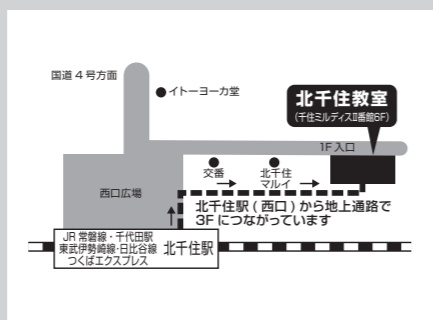 国道４号方面
イトーヨーカ堂
北千住教室
(千住ミルディスⅡ番館6F)
1F 入口
交番
北千住
マルイ
西口広場
北千住駅(西口)から地上通路で
3Fにつながっています
JR 常磐線・千代田駅
東武伊勢崎線・日比谷線
つくばエクスプレス
北千住駅